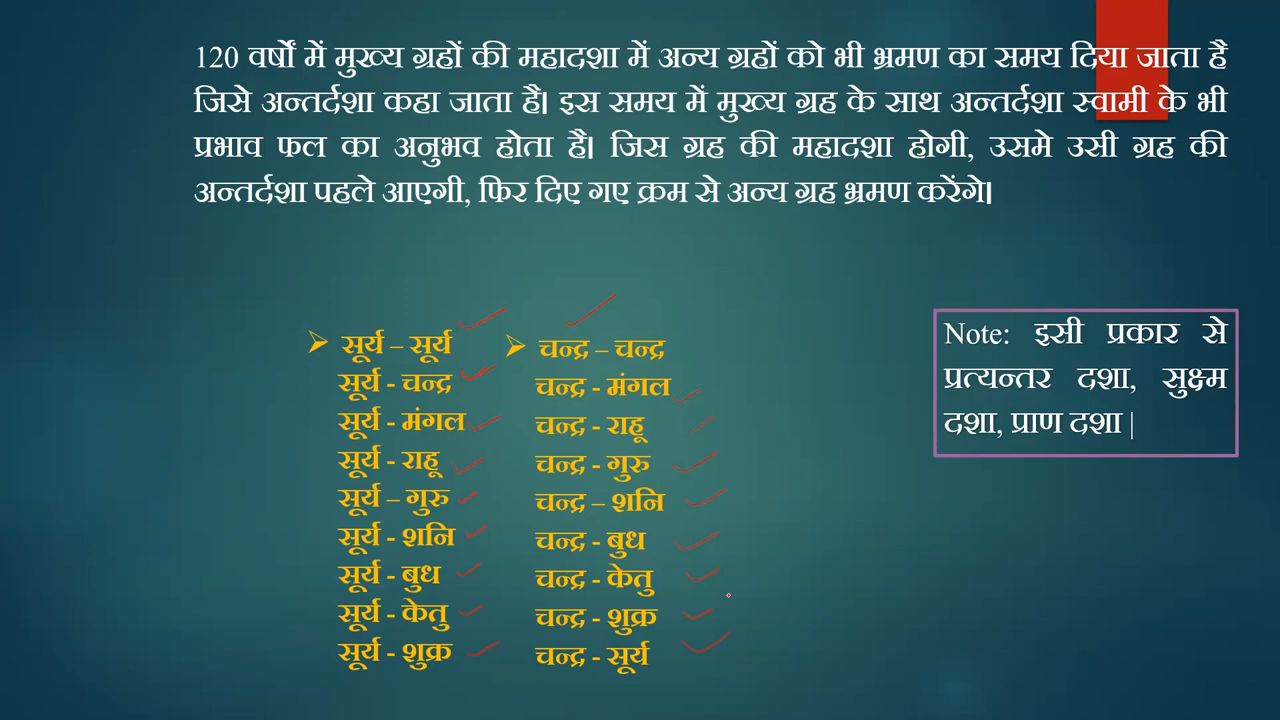 120 वर्षों में मुख्य ग्रहों की महादशा में अन्य ग्रहों को भी भ्रमण का समय दिया जाता है
जिसे अन्तर्दशा कहा जाता है। इस समय में मुख्य ग्रह के साथ अन्तर्दशा स्वामी के भी
प्रभाव फल का अनुभव होता है। जिस ग्रह की महादशा होगी, उसमे उसी ग्रह की
अन्तर्दशा पहले आएगी, फिर दिए गए क्रम से अन्य ग्रह भ्रमण करेंगे।
➢ सूर्य – सूर्य
सूर्य - चन्द्र
सूर्य - मंगल
सूर्य - राहू
सूर्य – गुरु
सूर्य - शनि
सूर्य - बुध
सूर्य - केतु
सूर्य - शुक्र
➢ चन्द्र – चन्द्र
चन्द्र - मंगल
चन्द्र - राहू
चन्द्र - गुरु
चन्द्र – शनि
चन्द्र - बुध
चन्द्र - केतु
चन्द्र - शुक्र
चन्द्र - सूर्य
Note: इसी प्रकार से
प्रत्यन्तर दशा, सुक्ष्म
दशा, प्राण दशा |